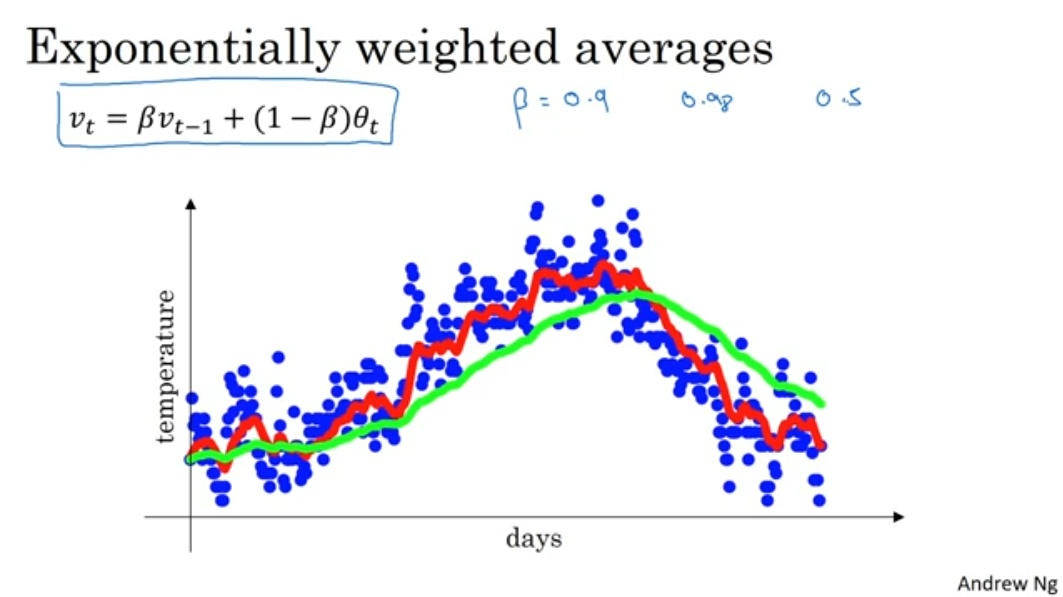 Exponentially weighted averages
v_t = βv_{t−1} + (1 − β)θ_t
β = 0.9 0.98 0.5
temperature
days
Andrew Ng